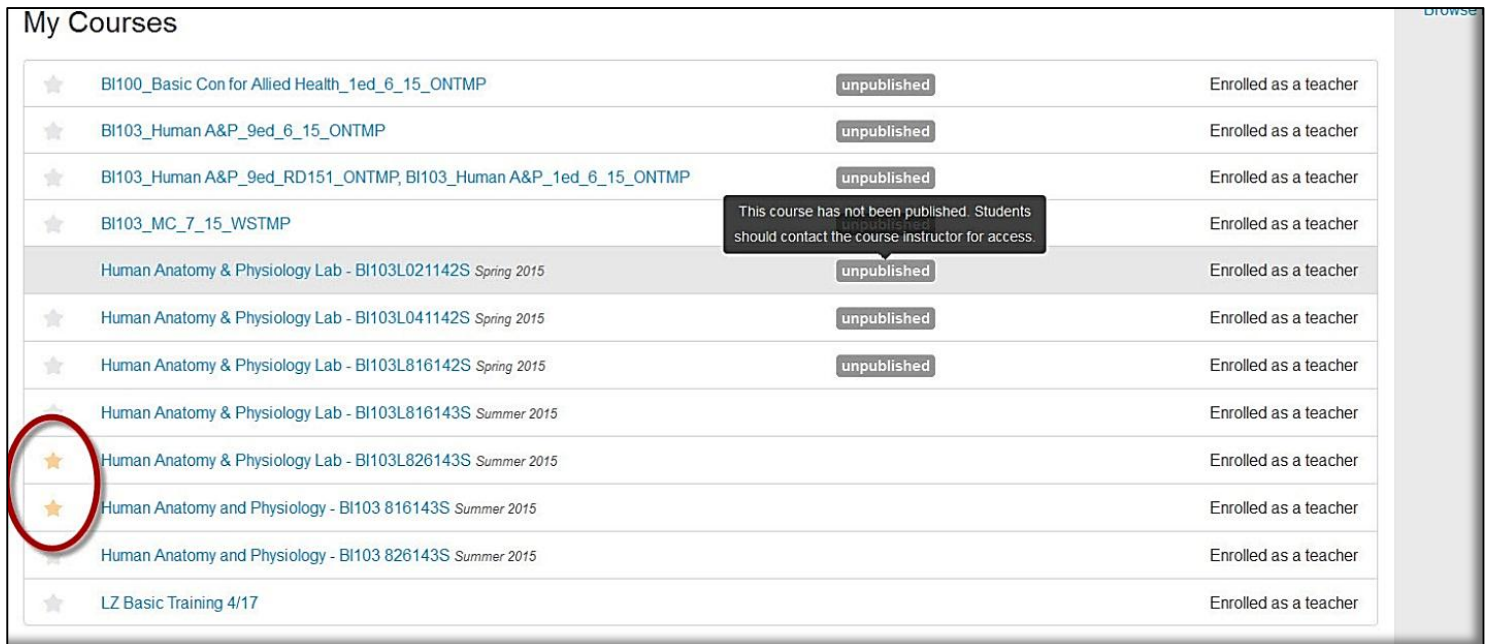 Browse
My Courses
BI100_Basic Con for Allied Health_1ed_6_15_ONTMP unpublished Enrolled as a teacher
BI103_Human A&P_9ed_6_15_ONTMP unpublished Enrolled as a teacher
BI103_Human A&P_9ed_RD151_ONTMP, BI103_Human A&P_1ed_6_15_ONTMP unpublished Enrolled as a teacher
BI103_MC_7_15_WSTMP unpublished Enrolled as a teacher
This course has not been published. Students
should contact the course instructor for access.
Human Anatomy & Physiology Lab - BI103L021142S Spring 2015 unpublished Enrolled as a teacher
Human Anatomy & Physiology Lab - BI103L041142S Spring 2015 unpublished Enrolled as a teacher
Human Anatomy & Physiology Lab - BI103L816142S Spring 2015 unpublished Enrolled as a teacher
Human Anatomy & Physiology Lab - BI103L816143S Summer 2015 Enrolled as a teacher
Human Anatomy & Physiology Lab - BI103L826143S Summer 2015 Enrolled as a teacher
Human Anatomy and Physiology - BI103 816143S Summer 2015 Enrolled as a teacher
Human Anatomy and Physiology - BI103 826143S Summer 2015 Enrolled as a teacher
LZ Basic Training 4/17 Enrolled as a teacher